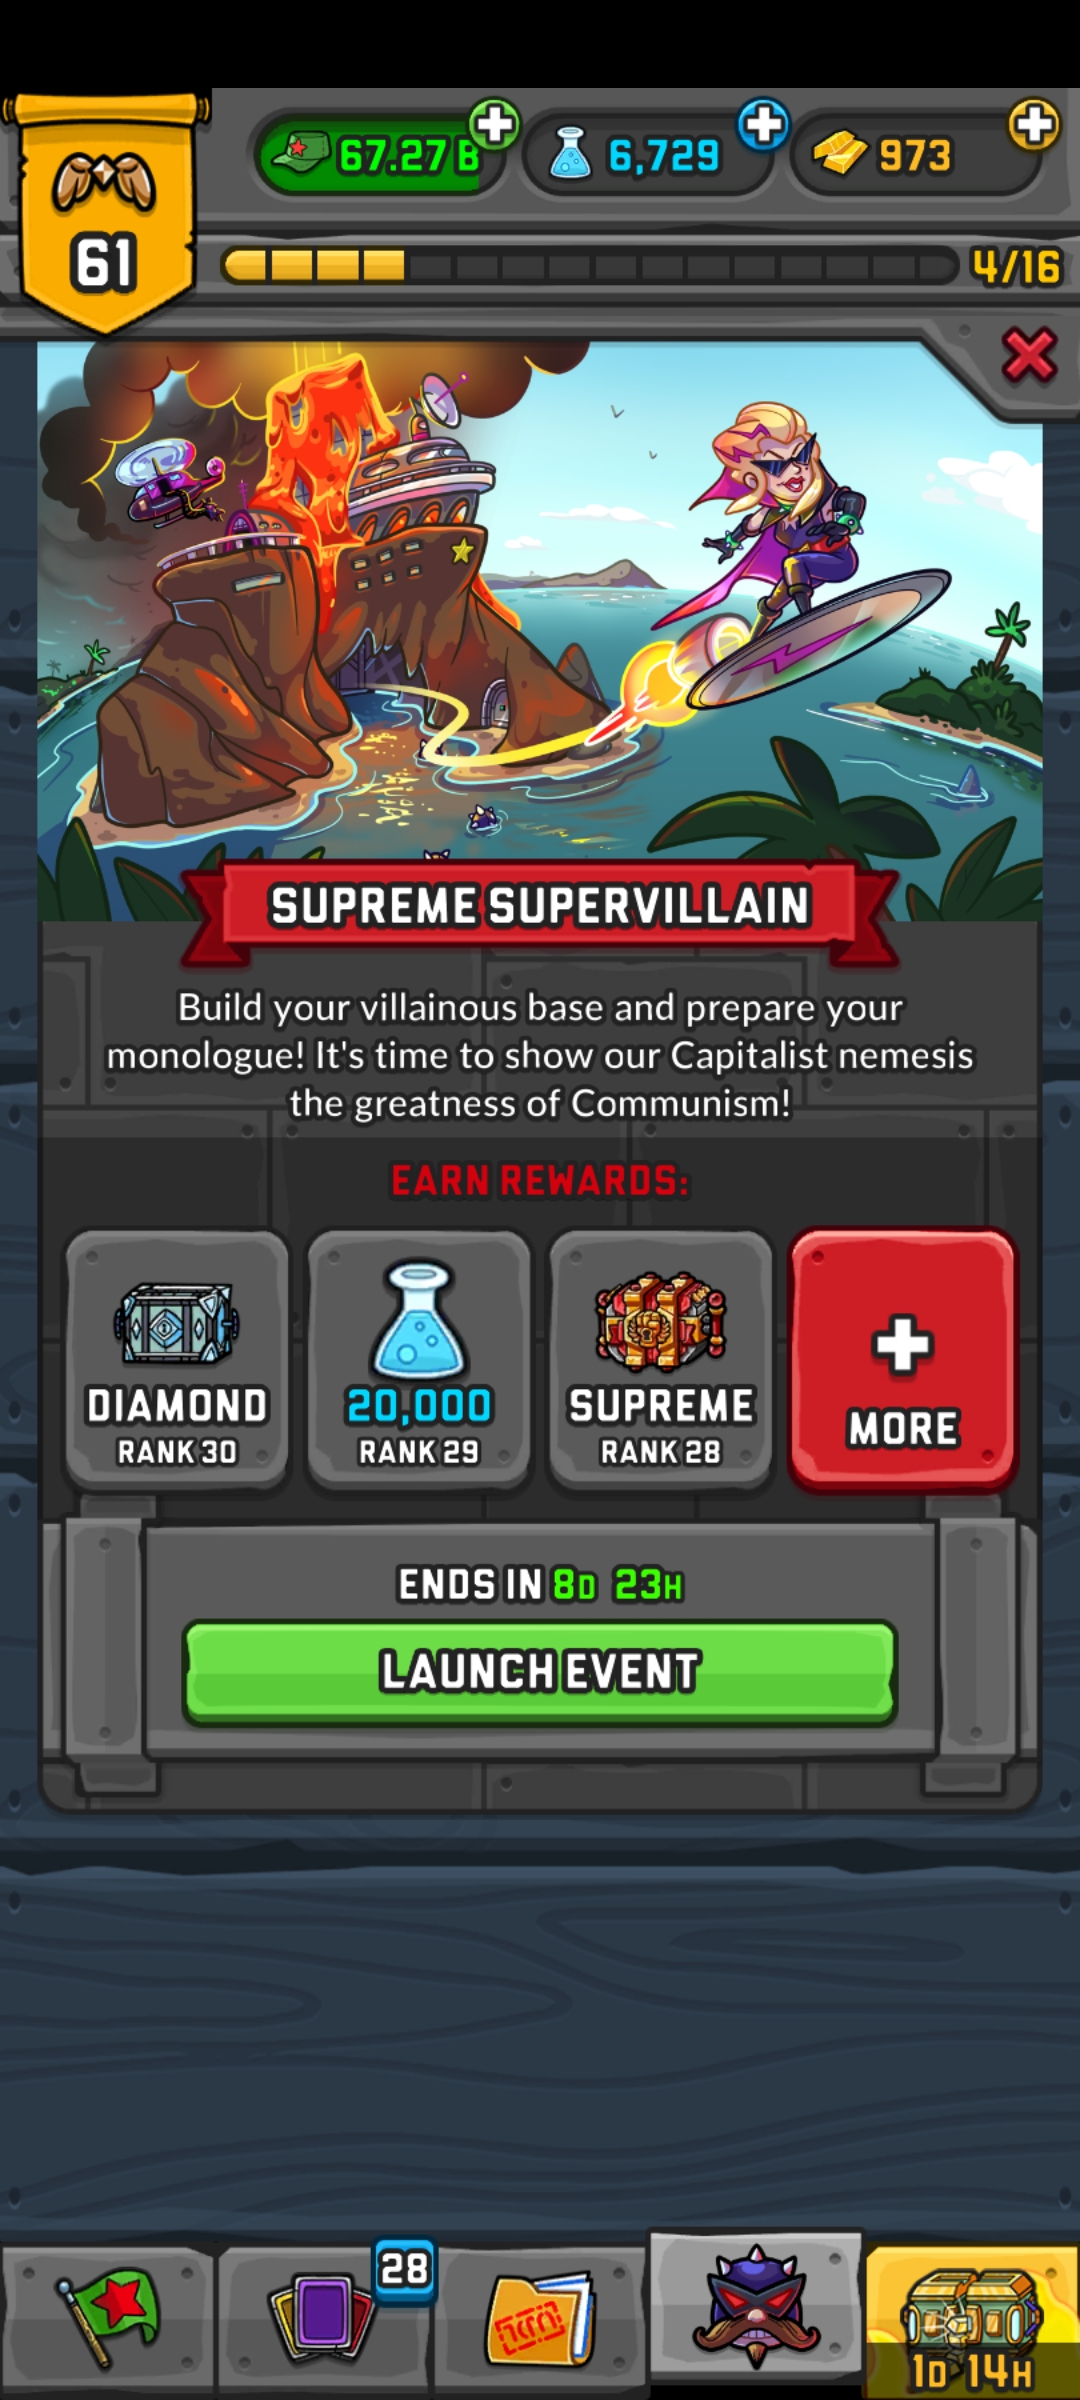 67.27 B
6,729
973
61
4/16
SUPREME SUPERVILLAIN
Build your villainous base and prepare your
monologue! It's time to show our Capitalist nemesis
the greatness of Communism!
EARN REWARDS:
DIAMOND
RANK 30
20,000
RANK 29
SUPREME
RANK 28
MORE
ENDS IN 8D 23H
LAUNCH EVENT
28
1D 14H